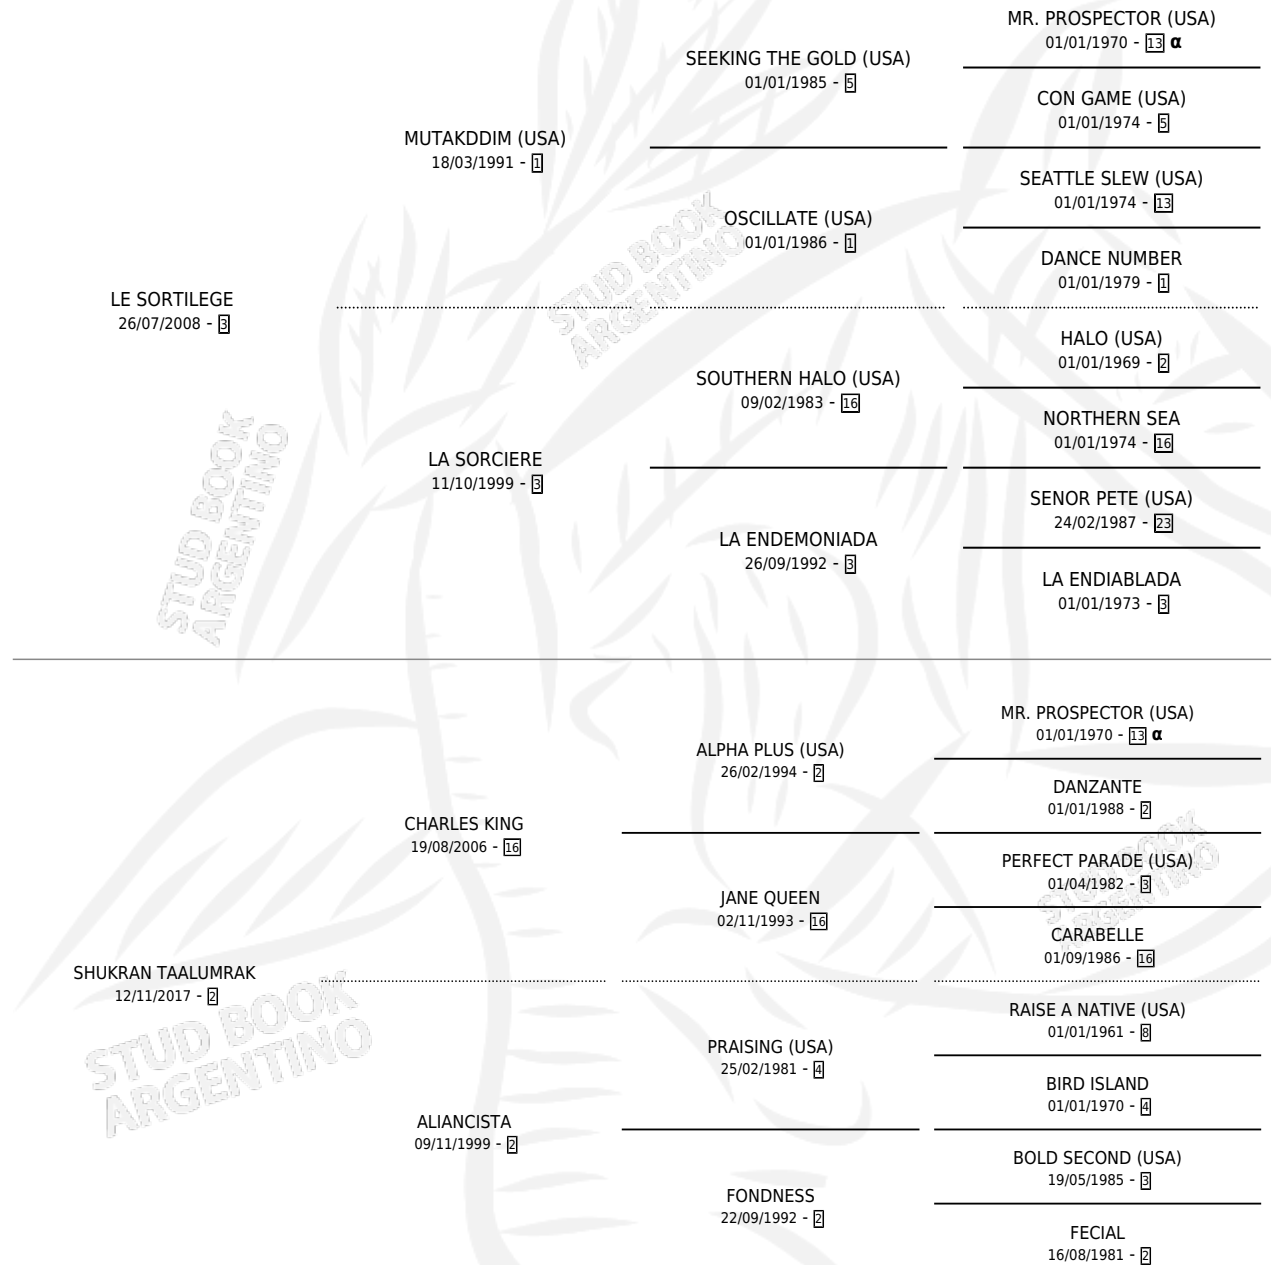 MR. PROSPECTOR (USA)
01/01/1970 - 13 α
SEEKING THE GOLD (USA)
01/01/1985 - 5
CON GAME (USA)
01/01/1974 - 5
MUTAKDDIM (USA)
18/03/1991 - 1
SEATTLE SLEW (USA)
01/01/1974 - 13
OSCILLATE (USA)
01/01/1986 - 1
DANCE NUMBER
01/01/1979 - 1
STUD BOOK
ARGENTINO
LE SORTILEGE
26/07/2008 - 3
HALO (USA)
01/01/1969 - 2
SOUTHERN HALO (USA)
09/02/1983 - 16
NORTHERN SEA
01/01/1974 - 16
LA SORCIERE
11/10/1999 - 3
SENOR PETE (USA)
24/02/1987 - 23
LA ENDEMONIADA
26/09/1992 - 3
LA ENDIABLADA
01/01/1973 - 3
STUD BOOK
ARGENTINO
MR. PROSPECTOR (USA)
01/01/1970 - 13 α
ALPHA PLUS (USA)
26/02/1994 - 2
DANZANTE
01/01/1988 - 2
CHARLES KING
19/08/2006 - 16
PERFECT PARADE (USA)
01/04/1982 - 3
JANE QUEEN
02/11/1993 - 16
CARABELLE
01/09/1986 - 16
STUD BOOK
ARGENTINO
SHUKRAN TAALUMRAK
12/11/2017 - 2
RAISE A NATIVE (USA)
01/01/1961 - 8
PRAISING (USA)
25/02/1981 - 4
BIRD ISLAND
01/01/1970 - 4
STUD BOOK
ARGENTINO
ALIANCISTA
09/11/1999 - 2
BOLD SECOND (USA)
19/05/1985 - 3
FONDNESS
22/09/1992 - 2
FECIAL
16/08/1981 - 2